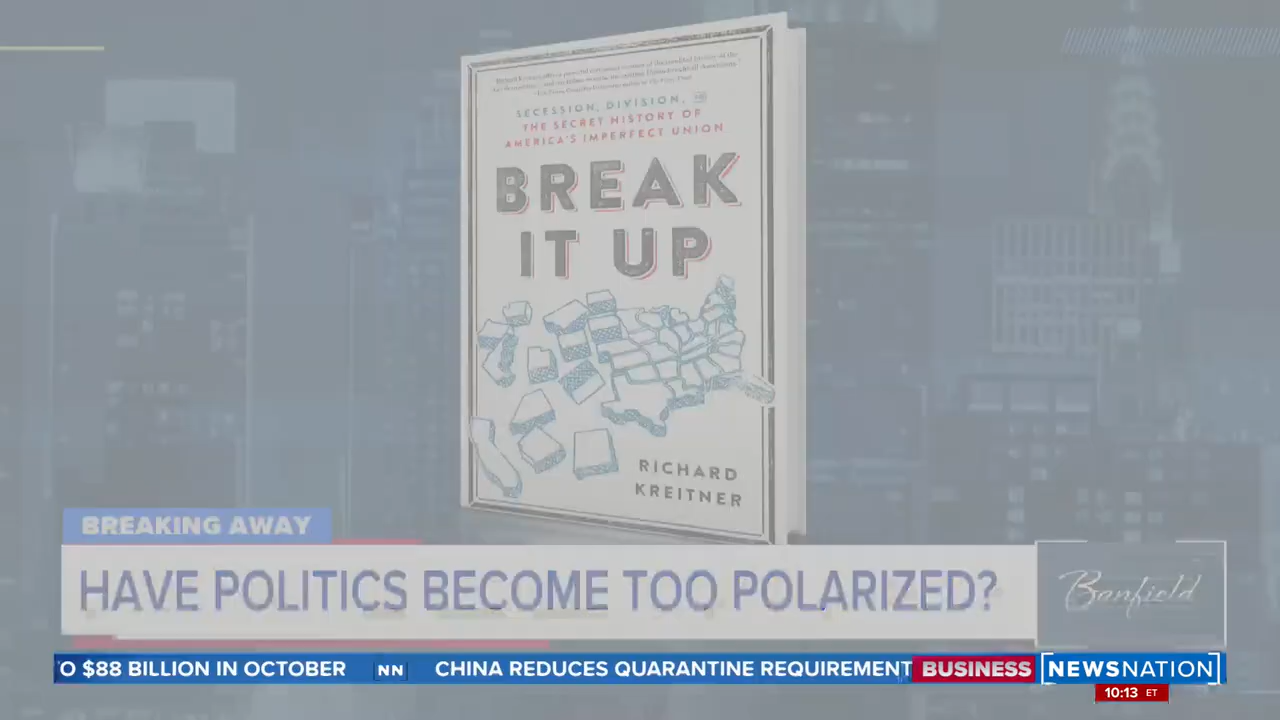 SECESSION, DIVISION, AND
THE SECRET HISTORY OF
AMERICA'S IMPERFECT UNION
BREAK
IT UP
RICHARD
KREITNER
BREAKING AWAY
HAVE POLITICS BECOME TOO POLARIZED?
Banfield
O $88 BILLION IN OCTOBER NN CHINA REDUCES QUARANTINE REQUIREMENT BUSINESS NEWSNATION
10:13 ET